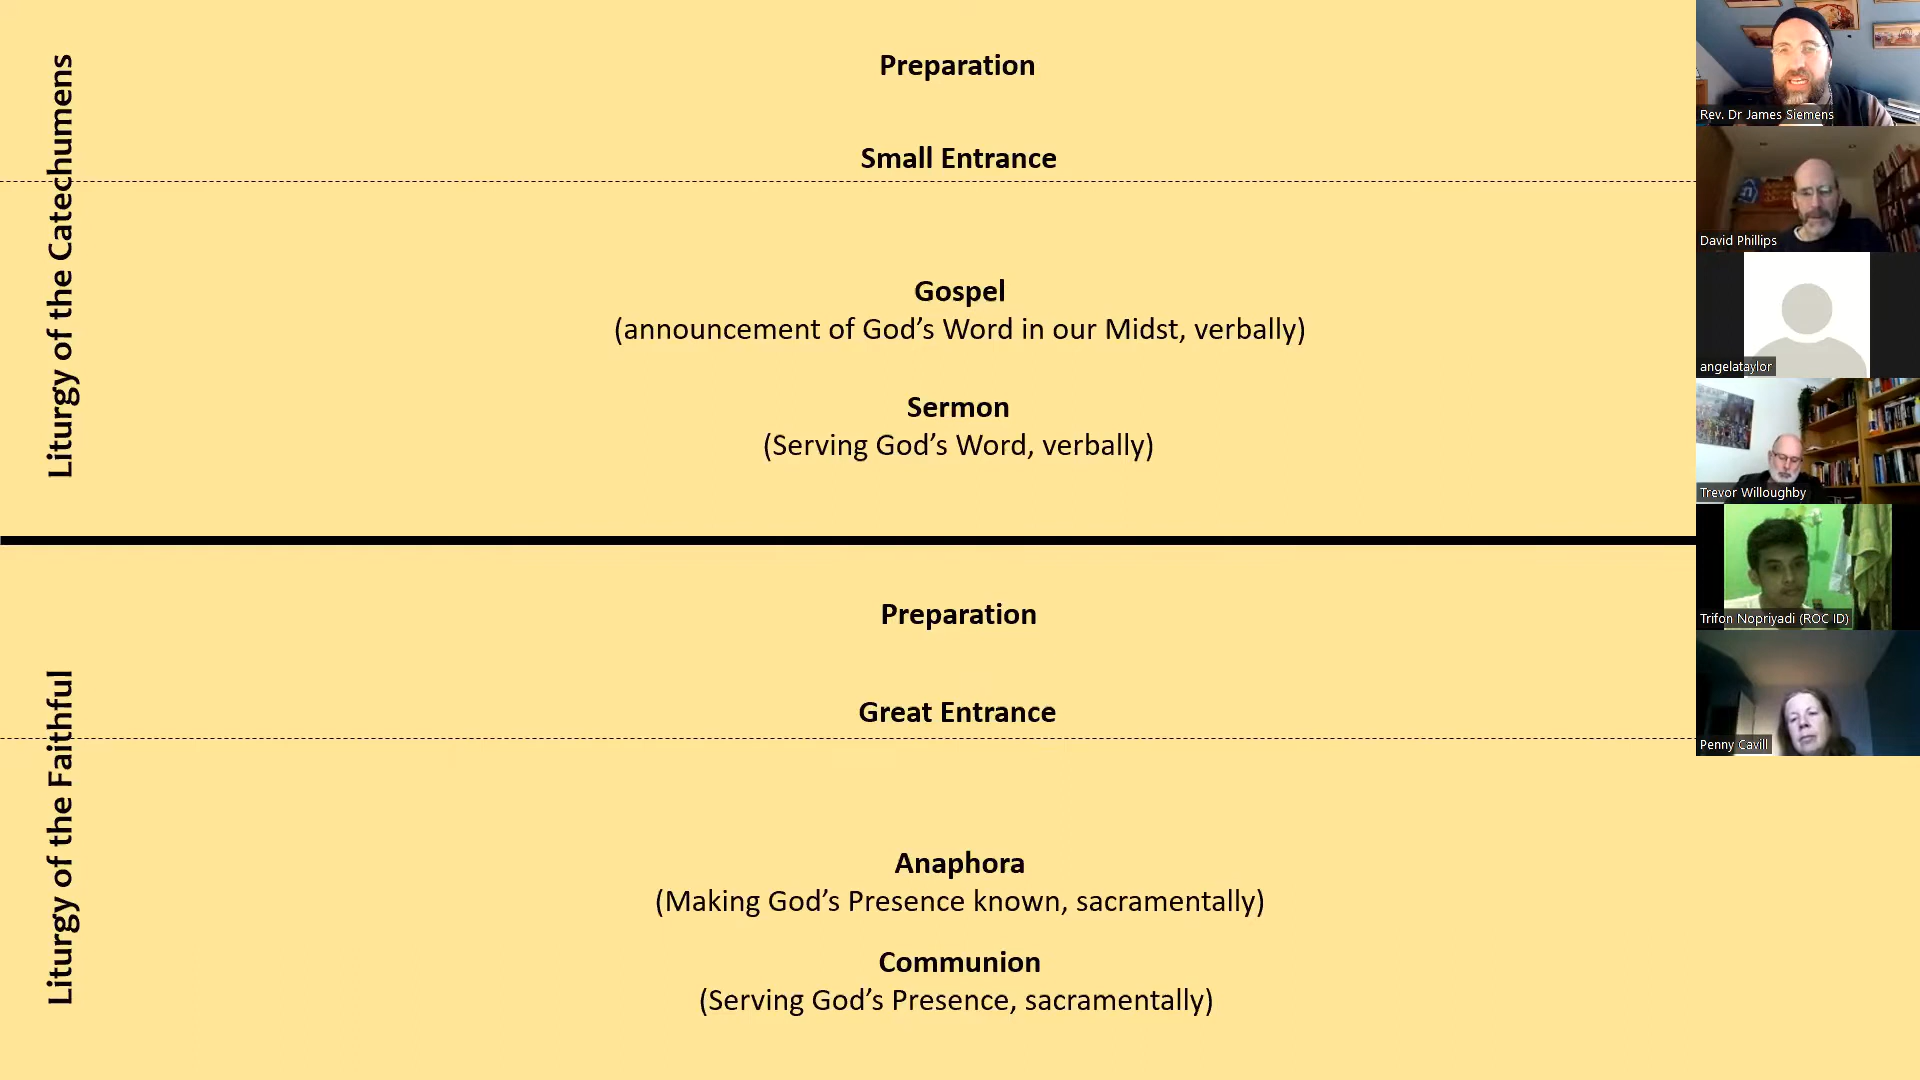 Liturgy of the Catechumens
Preparation
Small Entrance
Gospel
(announcement of God’s Word in our Midst, verbally)
Sermon
(Serving God’s Word, verbally)
Liturgy of the Faithful
Preparation
Great Entrance
Anaphora
(Making God’s Presence known, sacramentally)
Communion
(Serving God’s Presence, sacramentally)
Rev. Dr James Siemens
David Phillips
angelataylor
Trevor Willoughby
Trifon Nopriyadi (ROC ID)
Penny Cavill